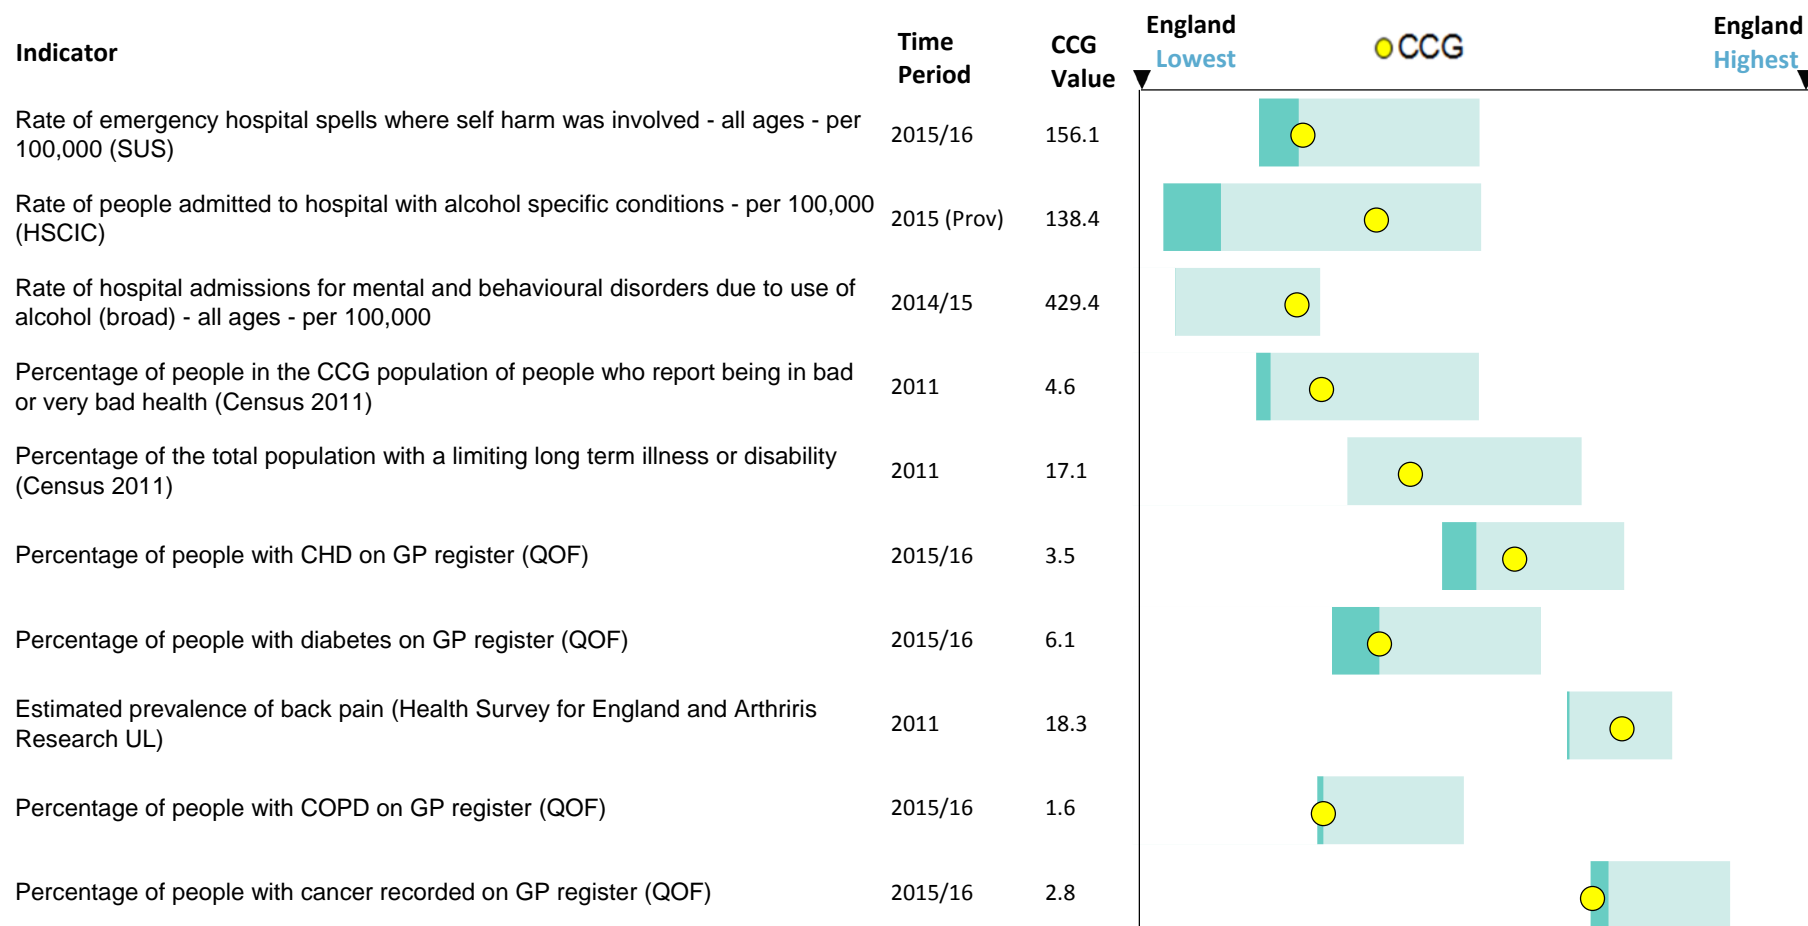 Indicator
Time
Period
CCG
Value
England
Lowest
CCG
England
Highest
Rate of emergency hospital spells where self harm was involved - all ages - per
100,000 (SUS)
2015/16
156.1
Rate of people admitted to hospital with alcohol specific conditions - per 100,000
(HSCIC)
2015 (Prov)
138.4
Rate of hospital admissions for mental and behavioural disorders due to use of
alcohol (broad) - all ages - per 100,000
2014/15
429.4
Percentage of people in the CCG population of people who report being in bad
or very bad health (Census 2011)
2011
4.6
Percentage of the total population with a limiting long term illness or disability
(Census 2011)
2011
17.1
Percentage of people with CHD on GP register (QOF)
2015/16
3.5
Percentage of people with diabetes on GP register (QOF)
2015/16
6.1
Estimated prevalence of back pain (Health Survey for England and Arthriris
Research UL)
2011
18.3
Percentage of people with COPD on GP register (QOF)
2015/16
1.6
Percentage of people with cancer recorded on GP register (QOF)
2015/16
2.8